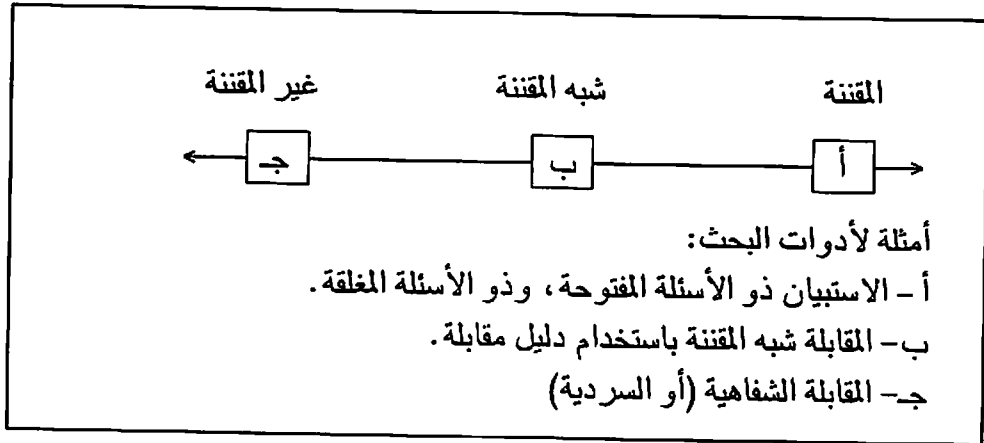 المقننة شبه المقننة غير المقننة
أ ب جـ
أمثلة لأدوات البحث:
أ – الاستبيان ذو الأسئلة المفتوحة، وذو الأسئلة المغلقة.
ب– المقابلة شبه المقننة باستخدام دليل مقابلة.
جـ– المقابلة الشفاهية (أو السردية)